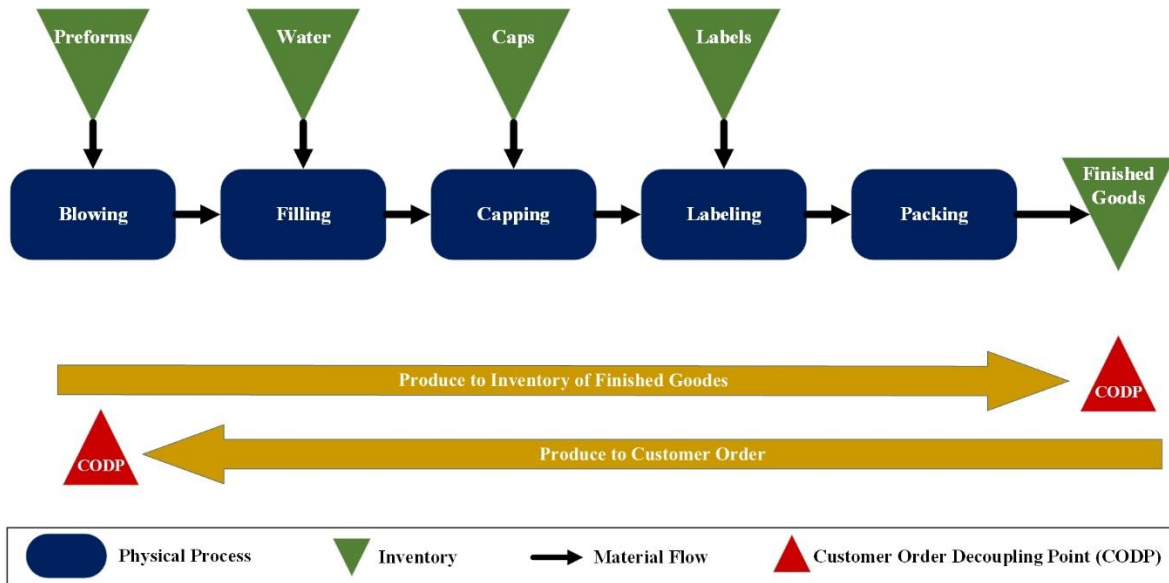 Preforms
Water
Caps
Labels
Blowing
Filling
Capping
Labeling
Packing
Finished
Goods
Produce to Inventory of Finished Goodes
CODP
Produce to Customer Order
CODP
Physical Process
Inventory
Material Flow
Customer Order Decoupling Point (CODP)